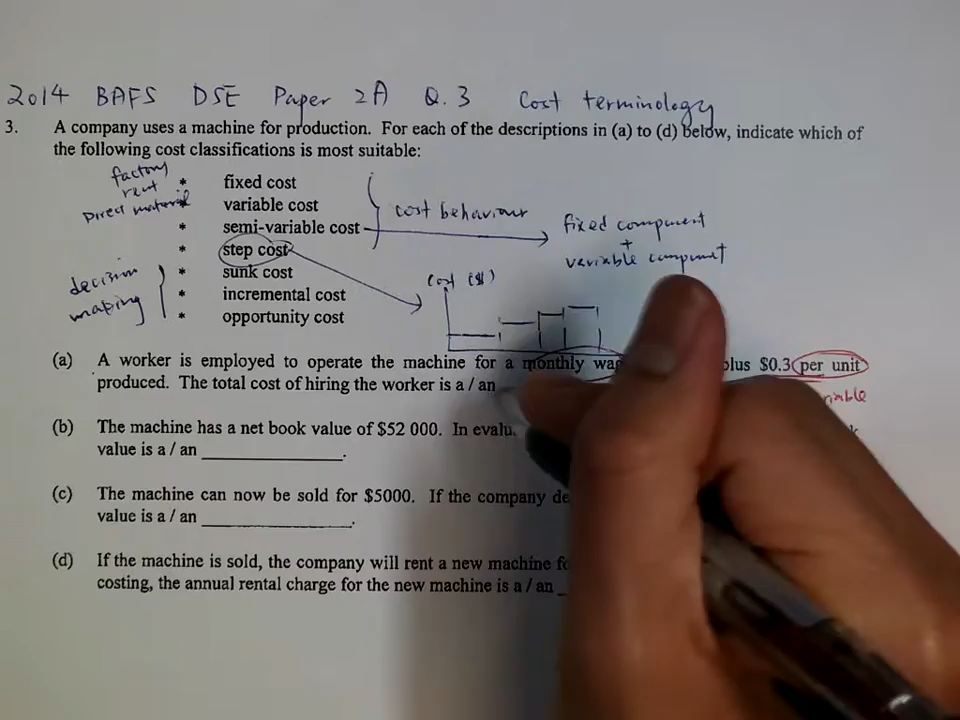 2014 BAFS DSE Paper 2A Q.3 Cost terminology
3. A company uses a machine for production. For each of the descriptions in (a) to (d) below, indicate which of
the following cost classifications is most suitable:
factory
rent
Direct material
* fixed cost
* variable cost
* semi-variable cost
* step cost
* sunk cost
* incremental cost
* opportunity cost
cost behaviour
fixed component
+
variable component
decision
making
cost ($)
(a) A worker is employed to operate the machine for a monthly plus $0.3 per unit
produced. The total cost of hiring the worker is a / an
(b) The machine has a net book value of $52 000. In
value is a / an ____________.
(c) The machine can now be sold for $5000. If the company
value is a / an ____________.
(d) If the machine is sold, the company will rent a new machine
costing, the annual rental charge for the new machine is a / an